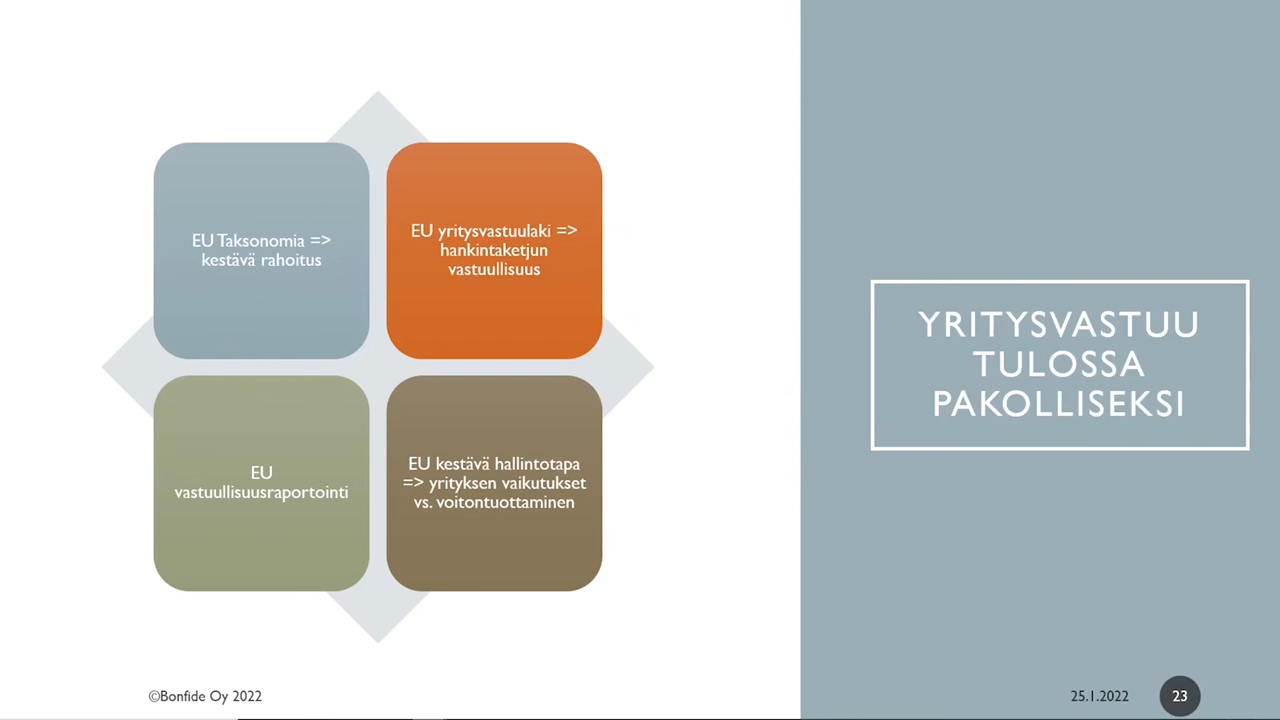 EU Taksonomia =>
kestävä rahoitus
EU yritysvastuulaki =>
hankintaketjun
vastuullisuus
EU
vastuullisuusraportointi
EU kestävä hallintotapa
=> yrityksen vaikutukset
vs. voitontuottaminen
YRITYSVASTUU
TULOSSA
PAKOLLISEKSI
©Bonfide Oy 2022
25.1.2022
23